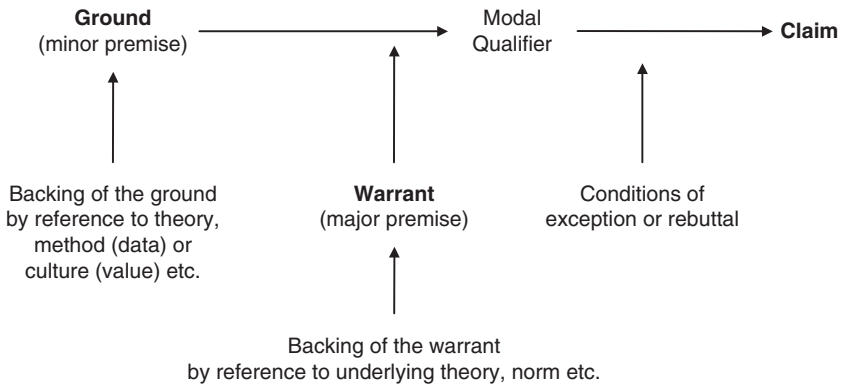 Ground
(minor premise)
Modal
Qualifier
Claim
Backing of the ground
by reference to theory,
method (data) or
culture (value) etc.
Warrant
(major premise)
Conditions of
exception or rebuttal
Backing of the warrant
by reference to underlying theory, norm etc.